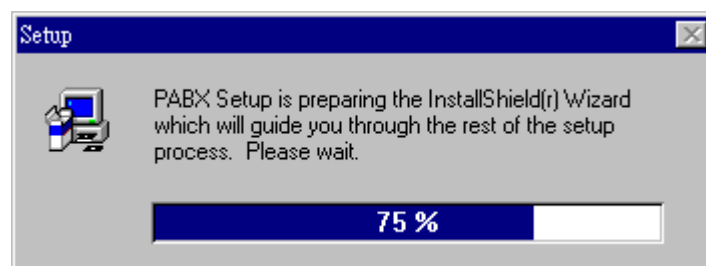 Setup
PABX Setup is preparing the InstallShield(r) Wizard
which will guide you through the rest of the setup
process.  Please wait.
75 %